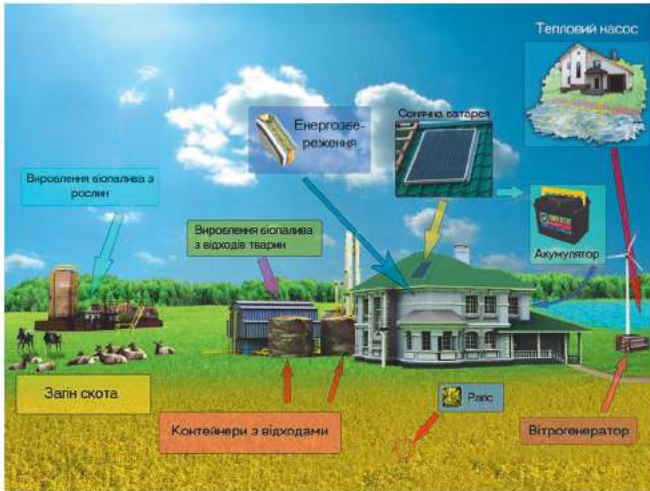 Тепловий насос
Енергозбе-
реження
Сонячна батарея
Вироблення біопалива з
рослин
Вироблення біопалива
з відходів тварин
Акумулятор
Загін скота
Рапс
Контейнери з відходами
Вітрогенератор